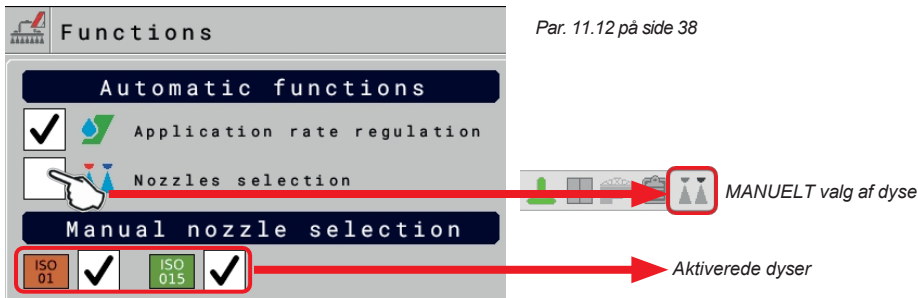 Functions
Par. 11.12 på side 38
Automatic functions
Application rate regulation
Nozzles selection
MANUELT valg af dyse
Manual nozzle selection
ISO
01
ISO
015
Aktiverede dyser